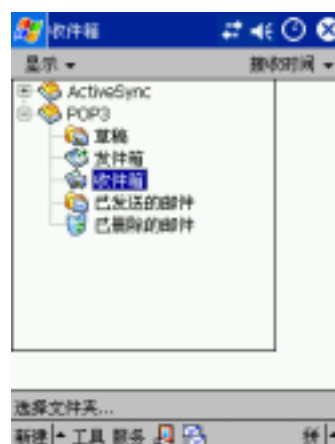 收件箱
显示 接收时间
ActiveSync
POP3
草稿
发件箱
收件箱
已发送的邮件
已删除的邮件
选择文件夹...
新建 工具 服务 拼